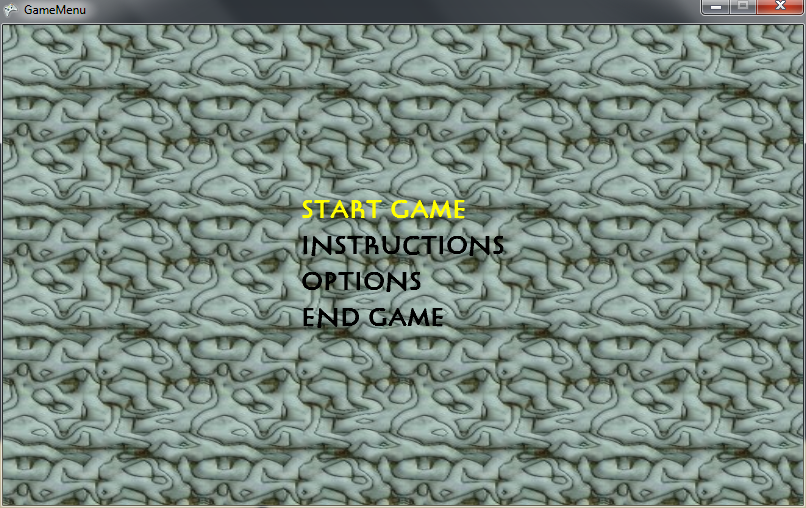 GameMenu
START GAME
INSTRUCTIONS
OPTIONS
END GAME